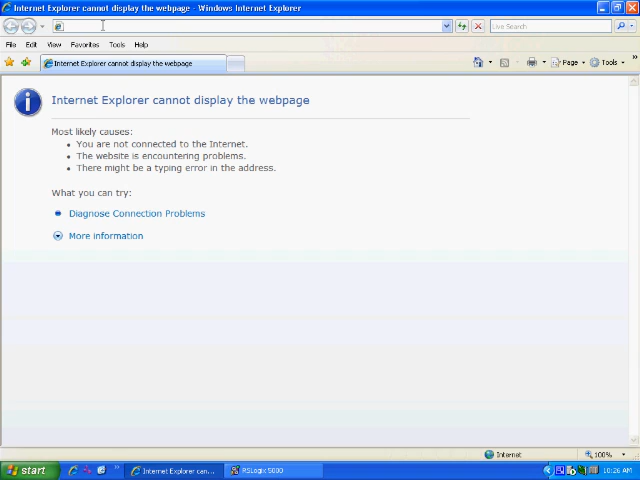 Internet Explorer cannot display the webpage - Windows Internet Explorer
Live Search
File Edit View Favorites Tools Help
Internet Explorer cannot display the webpage
Page Tools
Internet Explorer cannot display the webpage
Most likely causes:
• You are not connected to the Internet.
• The website is encountering problems.
• There might be a typing error in the address.
What you can try:
Diagnose Connection Problems
More information
Internet 100%
start Internet Explorer can... RSLogix 5000 10:26 AM